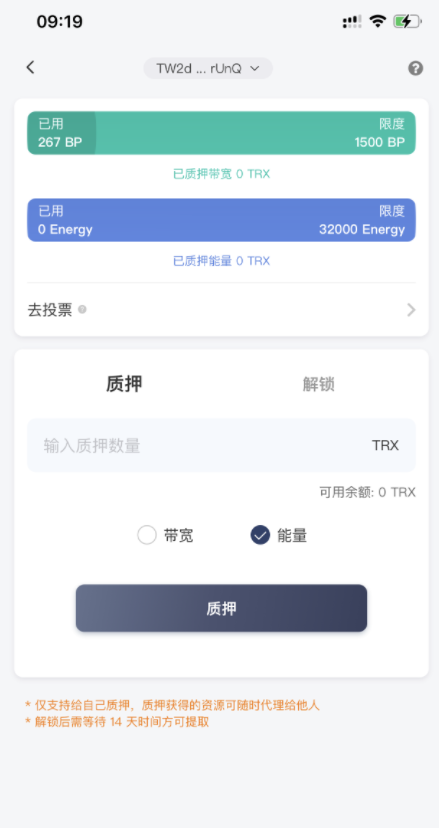 09:19
TW2d ... rUnQ
已用 限度
267 BP 1500 BP
已质押带宽 0 TRX
已用 限度
0 Energy 32000 Energy
已质押能量 0 TRX
去投票
质押 解锁
输入质押数量 TRX
可用余额: 0 TRX
带宽 能量
质押
* 仅支持给自己质押，质押获得的资源可随时代理给他人
* 解锁后需等待 14 天时间方可提取